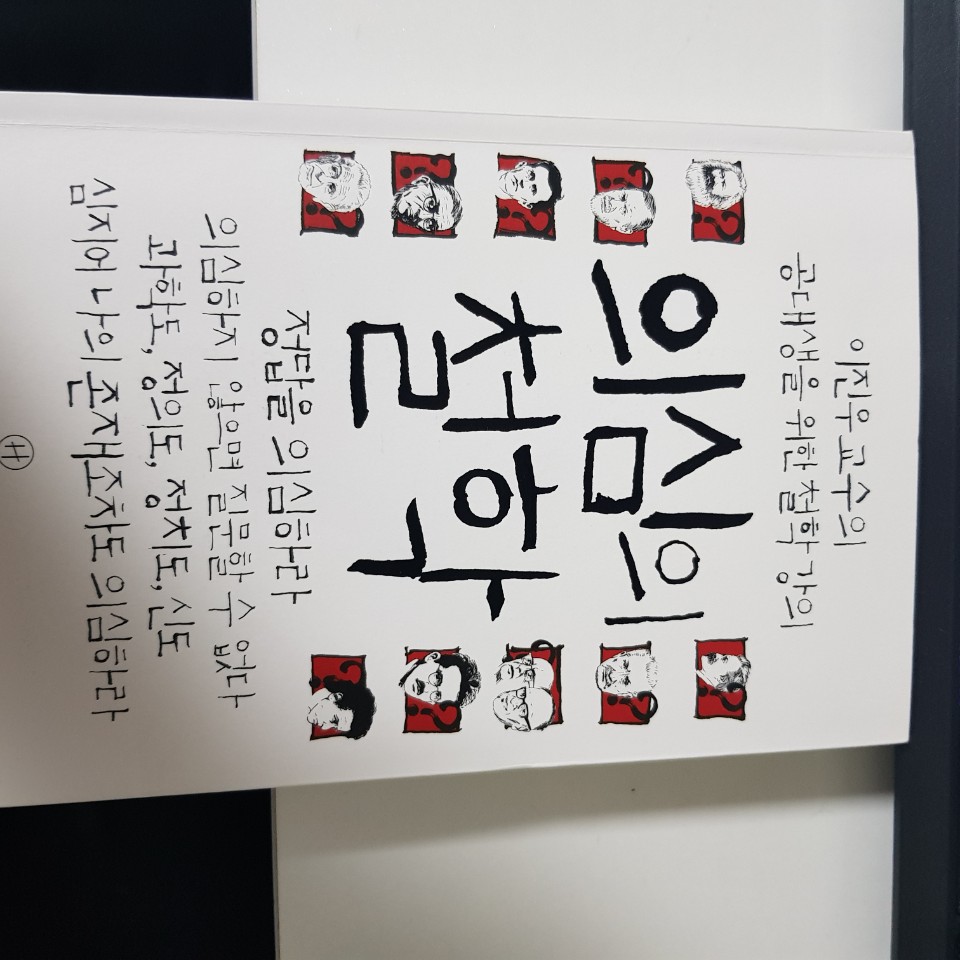 이진우 교수의
공대생을 위한 철학 강의
의심의
철학
정답을 의심하라
의심하지 않으면 질문할 수 없다
과학도, 정의도, 정치도, 신도
심지어 나의 존재조차도 의심하라